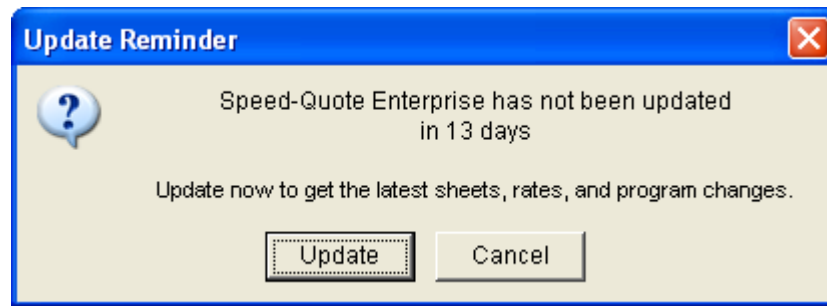 Update Reminder
Speed-Quote Enterprise has not been updated
in 13 days
Update now to get the latest sheets, rates, and program changes.
Update Cancel